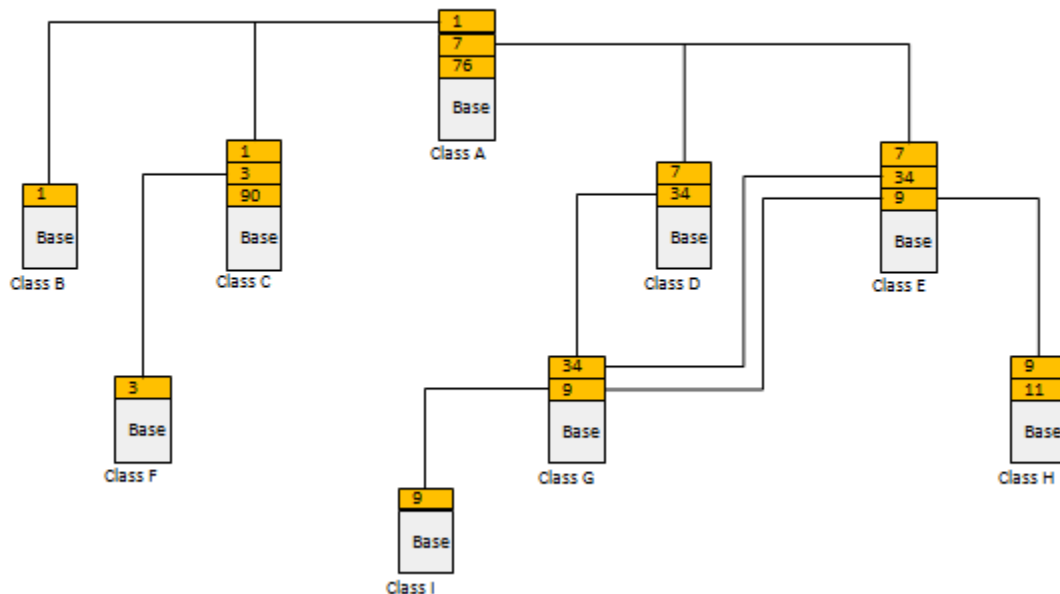 1
7
76
Base
Class A
1
3
90
Base
Class C
1
Base
Class B
7
34
Base
Class D
7
34
9
Base
Class E
3
Base
Class F
34
9
Base
Class G
9
11
Base
Class H
9
Base
Class I